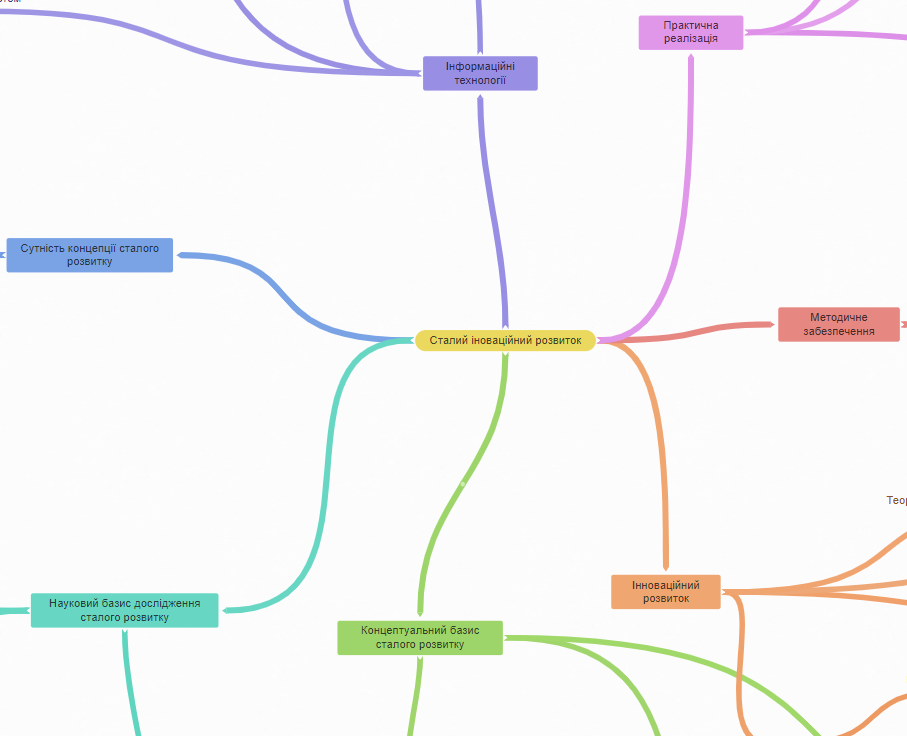 Практична
реалізація
Інформаційні
технології
Сутність концепції сталого
розвитку
Методичне
забезпечення
Сталий іноваційний розвиток
Інноваційний
розвиток
Науковий базис дослідження
сталого розвитку
Концептуальний базис
сталого розвитку